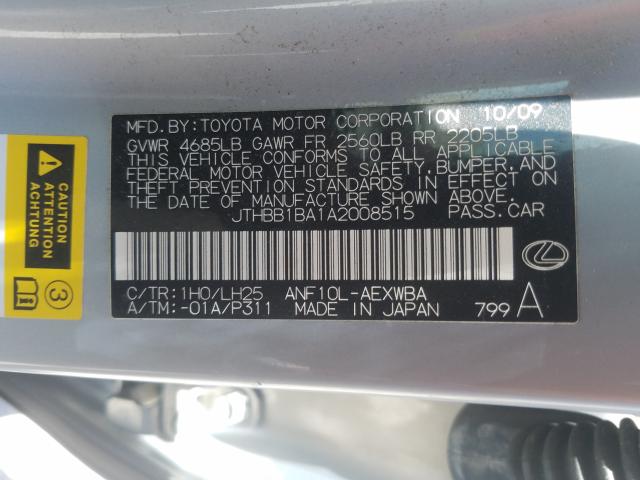 MFD.BY:TOYOTA MOTOR CORPORATION 10/09
GVWR 4685LB GAWR FR 2560LB RR 2205LB
THIS VEHICLE CONFORMS TO ALL APPLICABLE
FEDERAL MOTOR VEHICLE SAFETY,BUMPER,AND
THEFT PREVENTION STANDARDS IN EFFECT ON
THE DATE OF MANUFACTURE SHOWN ABOVE.
JTHBB1BA1A2008515 PASS.CAR
C/TR:1H0/LH25 ANF10L-AEXWBA
A/TM:-01A/P311 MADE IN JAPAN 799 A
CAUTION
ATTENTION
ACHTUNG
3